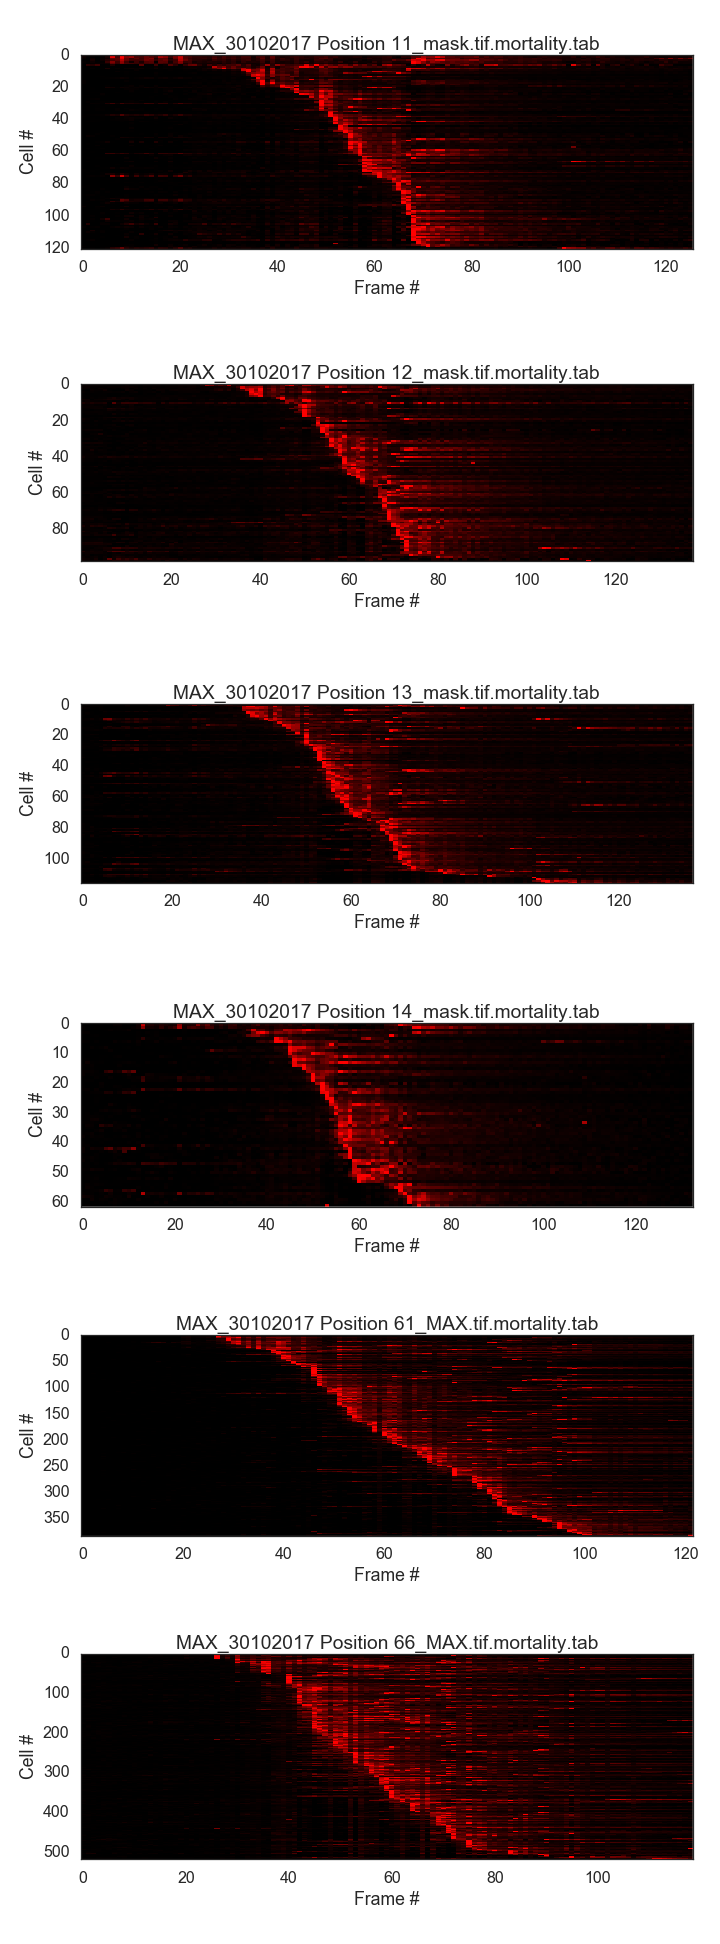 MAX_30102017 Position 11_mask.tif.mortality.tab
0
20
40
60
80
100
120
Cell #
0 20 40 60 80 100 120
Frame #
MAX_30102017 Position 12_mask.tif.mortality.tab
0
20
40
60
80
Cell #
0 20 40 60 80 100 120
Frame #
MAX_30102017 Position 13_mask.tif.mortality.tab
0
20
40
60
80
100
Cell #
0 20 40 60 80 100 120
Frame #
MAX_30102017 Position 14_mask.tif.mortality.tab
0
10
20
30
40
50
60
Cell #
0 20 40 60 80 100 120
Frame #
MAX_30102017 Position 61_MAX.tif.mortality.tab
0
50
100
150
200
250
300
350
Cell #
0 20 40 60 80 100 120
Frame #
MAX_30102017 Position 66_MAX.tif.mortality.tab
0
100
200
300
400
500
Cell #
0 20 40 60 80 100
Frame #